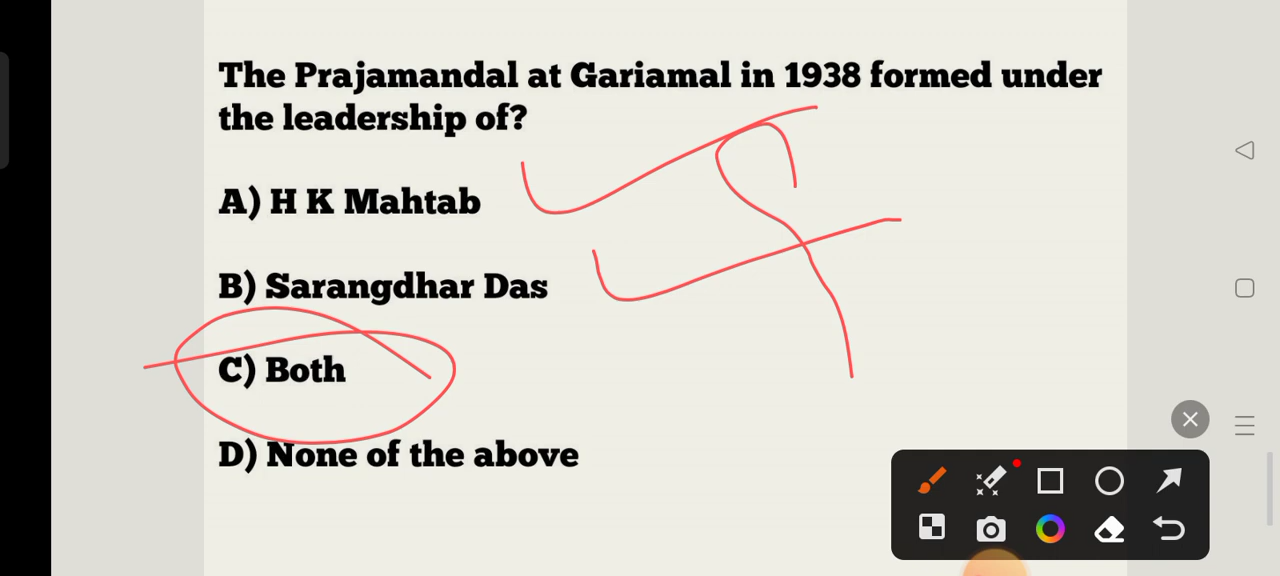 The Prajamandal at Gariamal in 1938 formed under
the leadership of?
A) H K Mahtab
B) Sarangdhar Das
C) Both
D) None of the above